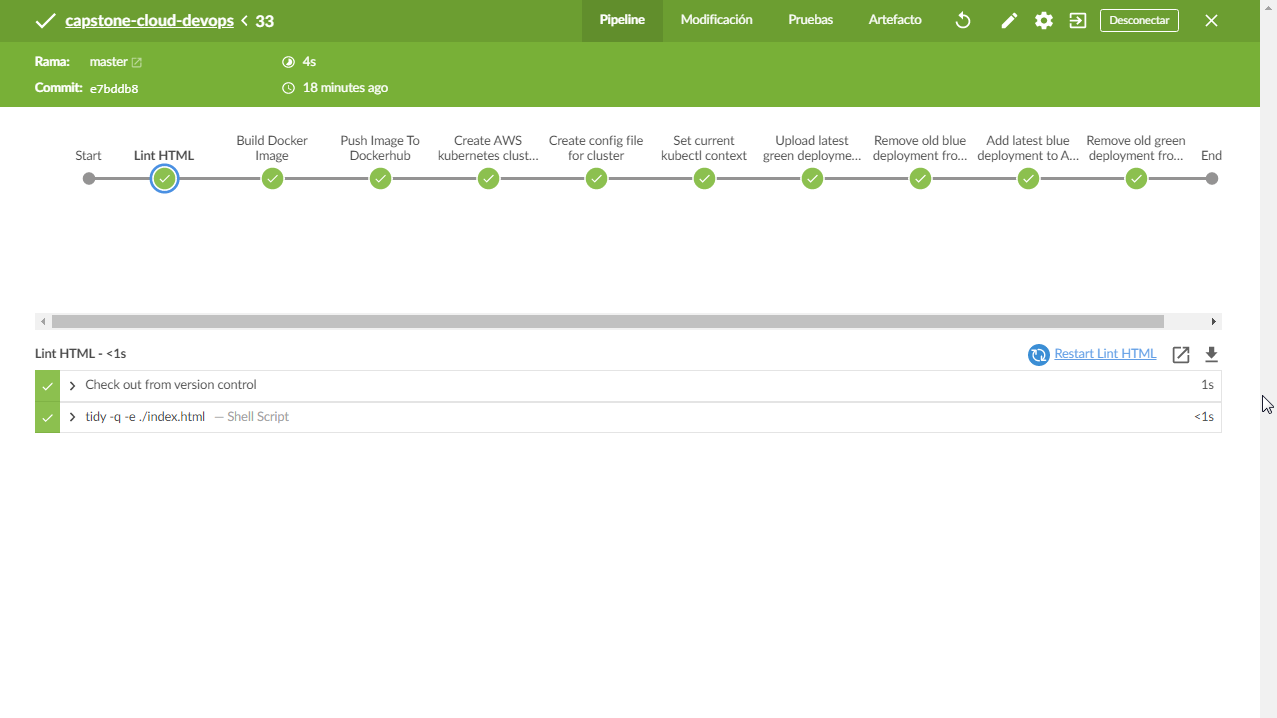 capstone-cloud-devops < 33
Pipeline Modificación Pruebas Artefacto Desconectar
Rama: master 4s
Commit: e7bddb8 18 minutes ago
Start
Lint HTML
Build Docker
Image
Push Image To
Dockerhub
Create AWS
kubernetes clust...
Create config file
for cluster
Set current
kubectl context
Upload latest
green deployme...
Remove old blue
deployment fro...
Add latest blue
deployment to A...
Remove old green
deployment fro...
End
Lint HTML - <1s
Restart Lint HTML
Check out from version control 1s
tidy -q -e ./index.html — Shell Script <1s